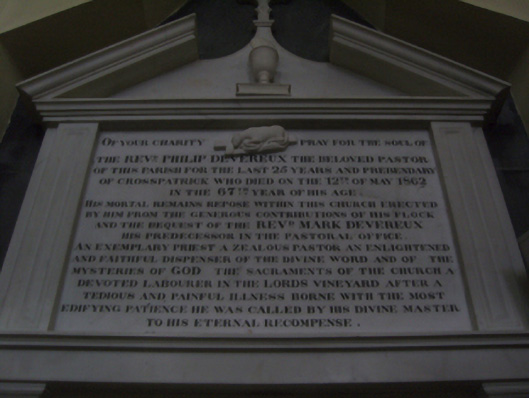 OF YOUR CHARITY PRAY FOR THE SOUL OF
THE REVD. PHILIP DEVEREUX THE BELOVED PASTOR
OF THIS PARISH FOR THE LAST 25 YEARS AND PREBENDARY
OF CROSSPATRICK WHO DIED ON THE 12TH OF MAY 1862
IN THE 67TH YEAR OF HIS AGE
HIS MORTAL REMAINS REPOSE WITHIN THIS CHURCH ERECTED
BY HIM FROM THE GENEROUS CONTRIBUTIONS OF HIS FLOCK
AND THE BEQUEST OF THE REVD MARK DEVEREUX
HIS PREDECESSOR IN THE PASTORAL OFFICE.
AN EXEMPLARY PRIEST A ZEALOUS PASTOR AN ENLIGHTENED
AND FAITHFUL DISPENSER OF THE DIVINE WORD AND OF THE
MYSTERIES OF GOD THE SACRAMENTS OF THE CHURCH A
DEVOTED LABOURER IN THE LORDS VINEYARD AFTER A
TEDIOUS AND PAINFUL ILLNESS BORNE WITH THE MOST
EDIFYING PATIENCE HE WAS CALLED BY HIS DIVINE MASTER
TO HIS ETERNAL RECOMPENSE.